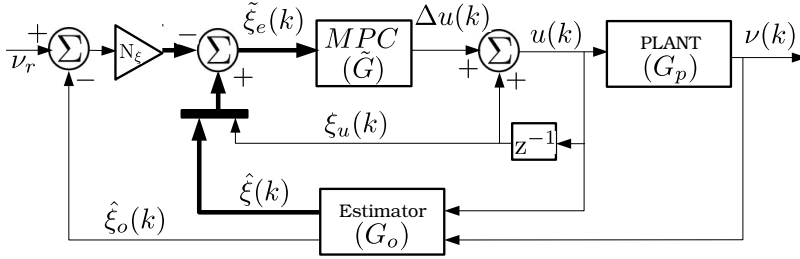 +
ν_r
Σ
−
N_ξ
−
Σ
+
ξ̃_e(k)
MPC
(G̃)
Δu(k)
+
Σ
+
u(k)
PLANT
(G_p)
ν(k)
ξ_u(k)
z⁻¹
ξ̂(k)
Estimator
(G_o)
ξ̂_o(k)